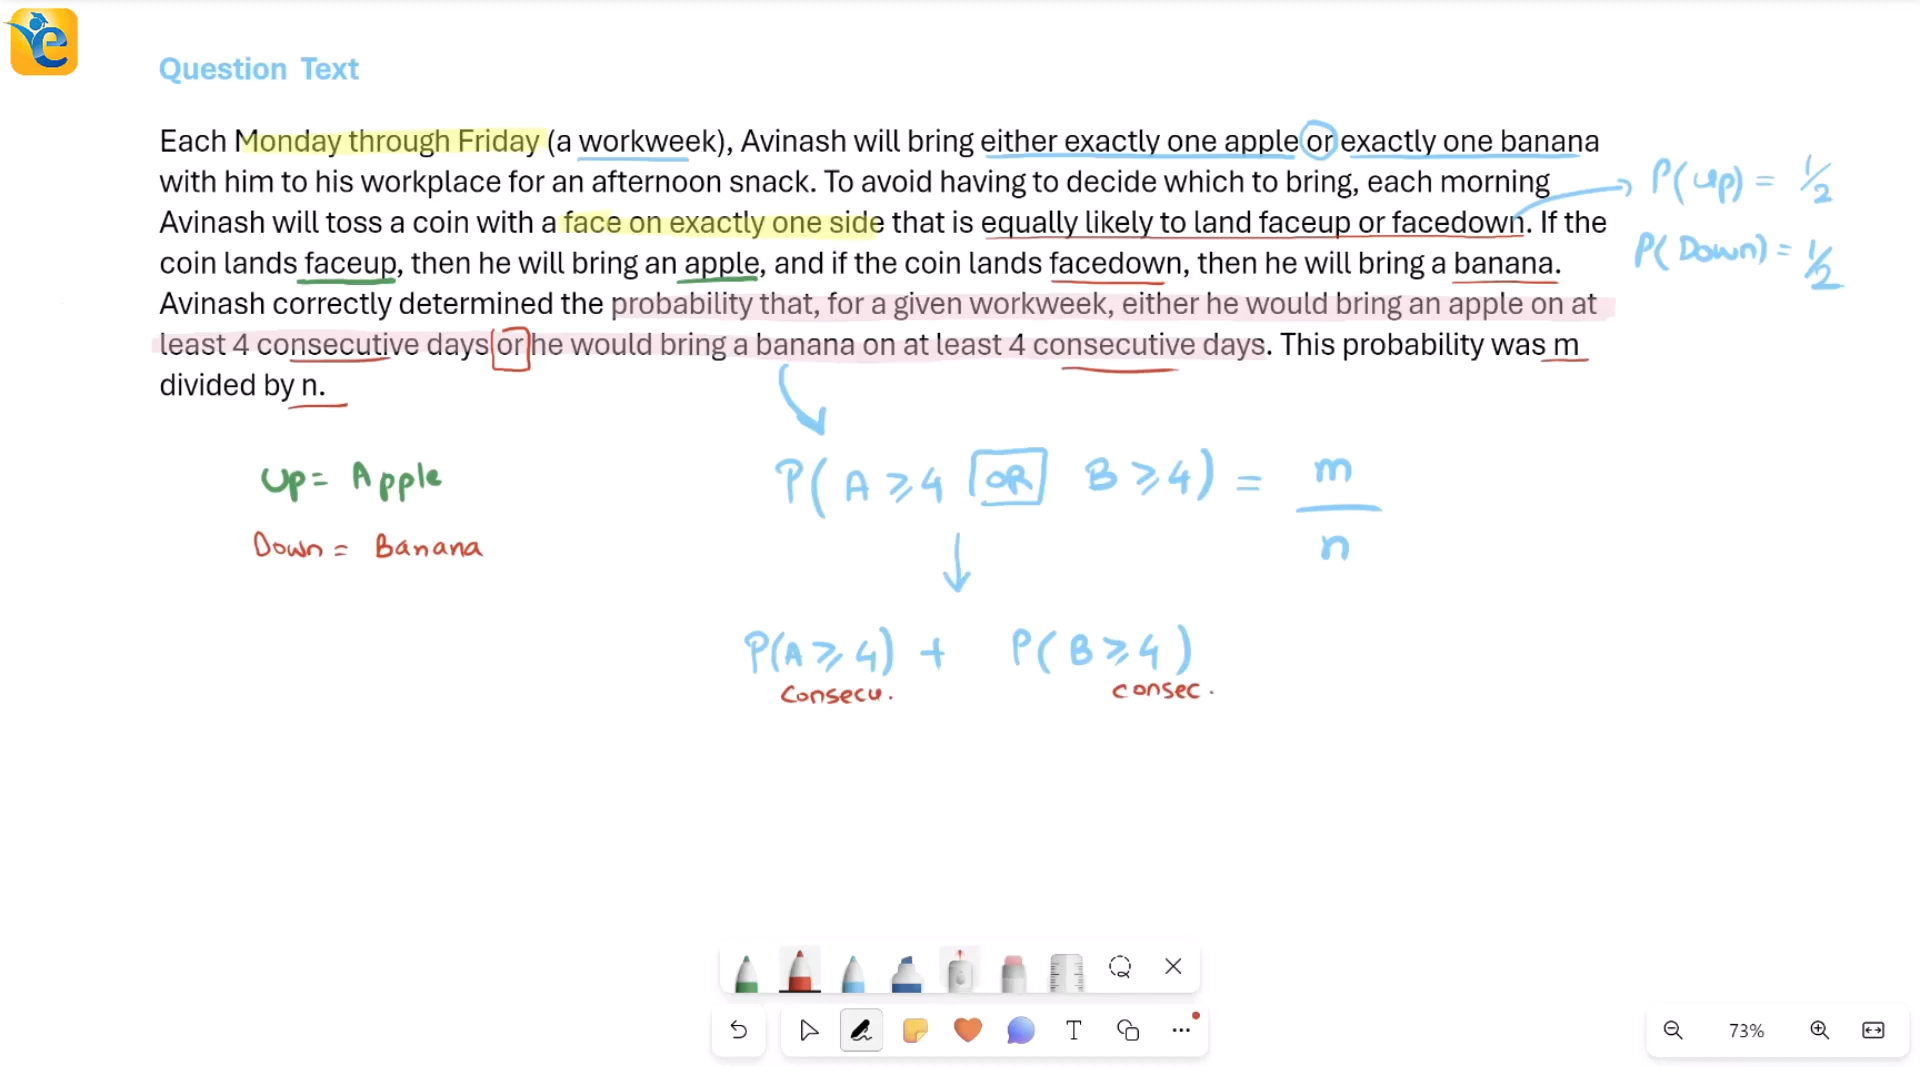 e
Question Text
Each Monday through Friday (a workweek), Avinash will bring either exactly one apple or exactly one banana
with him to his workplace for an afternoon snack. To avoid having to decide which to bring, each morning
Avinash will toss a coin with a face on exactly one side that is equally likely to land faceup or facedown. If the
coin lands faceup, then he will bring an apple, and if the coin lands facedown, then he will bring a banana.
Avinash correctly determined the probability that, for a given workweek, either he would bring an apple on at
least 4 consecutive days or he would bring a banana on at least 4 consecutive days. This probability was m
divided by n.
P(up) = 1/2
P(Down) = 1/2
Up = Apple
Down = Banana
P(A ⩾ 4 OR B ⩾ 4) = m/n
P(A ⩾ 4) + P(B ⩾ 4)
Consecu. consec.
T
73%